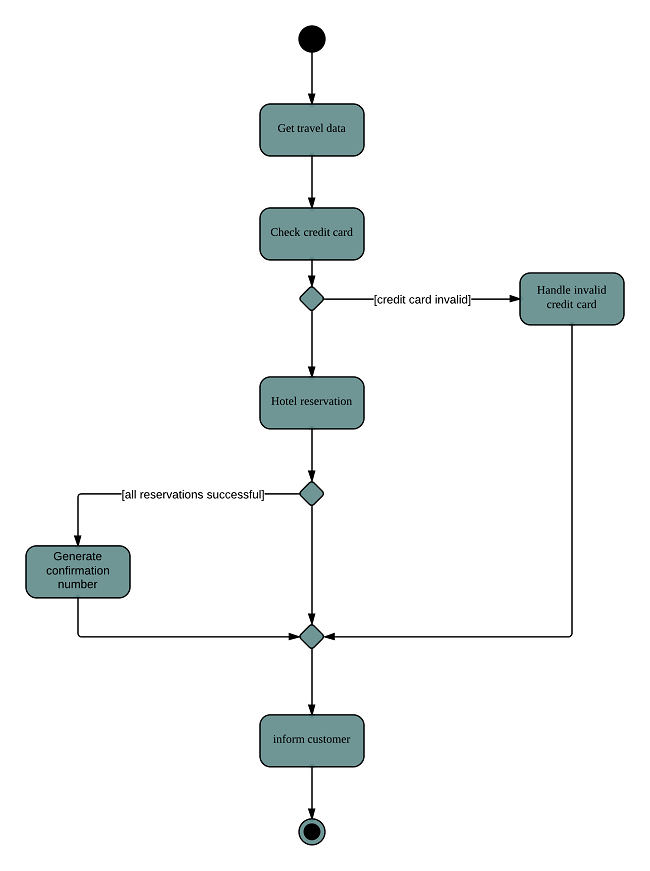 Get travel data
Check credit card
[credit card invalid]
Handle invalid
credit card
Hotel reservation
[all reservations successful]
Generate
confirmation
number
inform customer